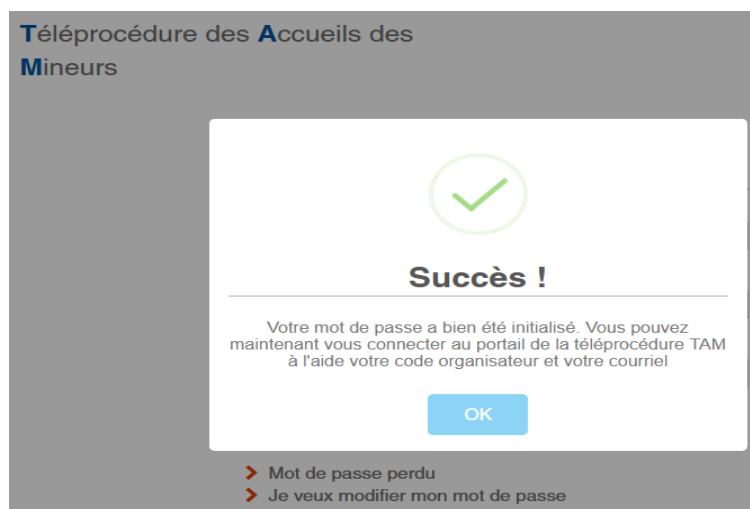 Téléprocédure des Accueils des
Mineurs
Succès !
Votre mot de passe a bien été initialisé. Vous pouvez
maintenant vous connecter au portail de la téléprocédure TAM
à l'aide votre code organisateur et votre courriel
OK
Mot de passe perdu
Je veux modifier mon mot de passe